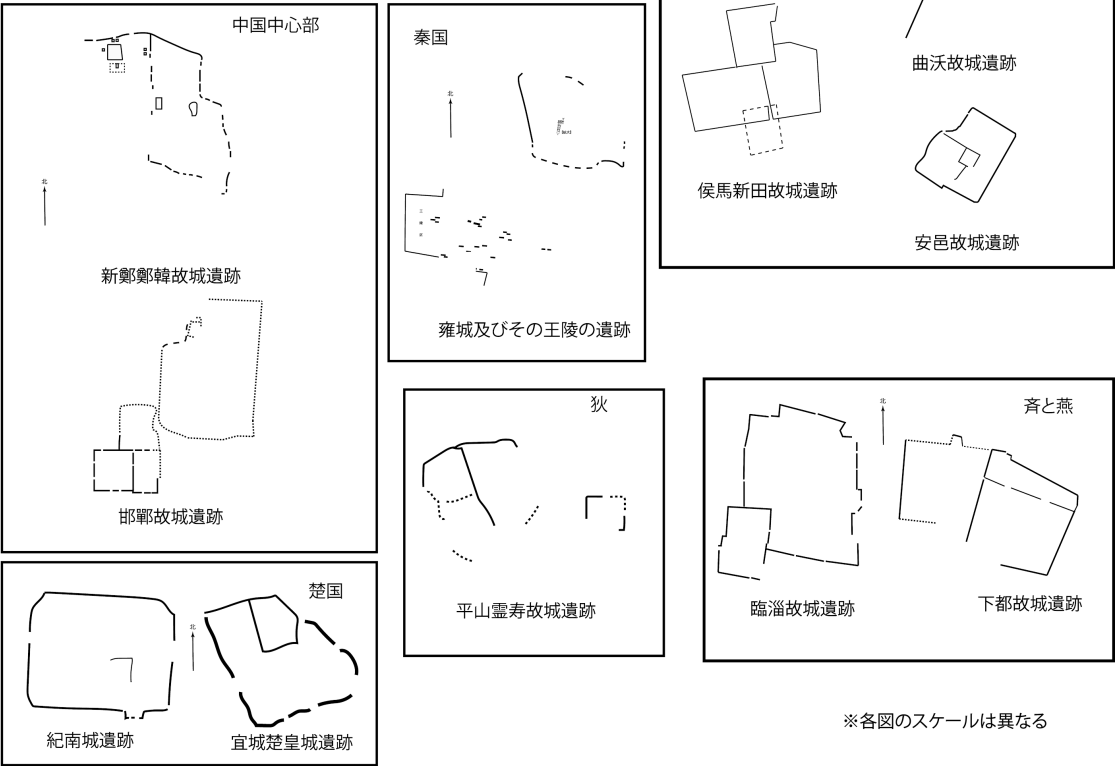 中国中心部
北
新鄭鄭韓故城遺跡
邯鄲故城遺跡
秦国
北
雍城及びその王陵の遺跡
曲沃故城遺跡
侯馬新田故城遺跡
安邑故城遺跡
狄
平山霊寿故城遺跡
斉と燕
北
臨淄故城遺跡
下都故城遺跡
楚国
北
紀南城遺跡
宜城楚皇城遺跡
※各図のスケールは異なる